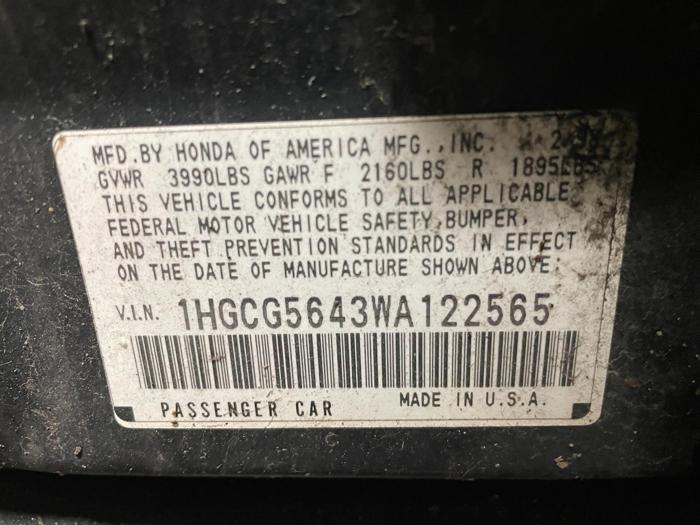 MFD.BY HONDA OF AMERICA MFG.,INC.
GVWR 3990LBS GAWR F 2160LBS R 1895LBS
THIS VEHICLE CONFORMS TO ALL APPLICABLE
FEDERAL MOTOR VEHICLE SAFETY,BUMPER,
AND THEFT PREVENTION STANDARDS IN EFFECT
ON THE DATE OF MANUFACTURE SHOWN ABOVE.
V.I.N. 1HGCG5643WA122565
PASSENGER CAR MADE IN U.S.A.